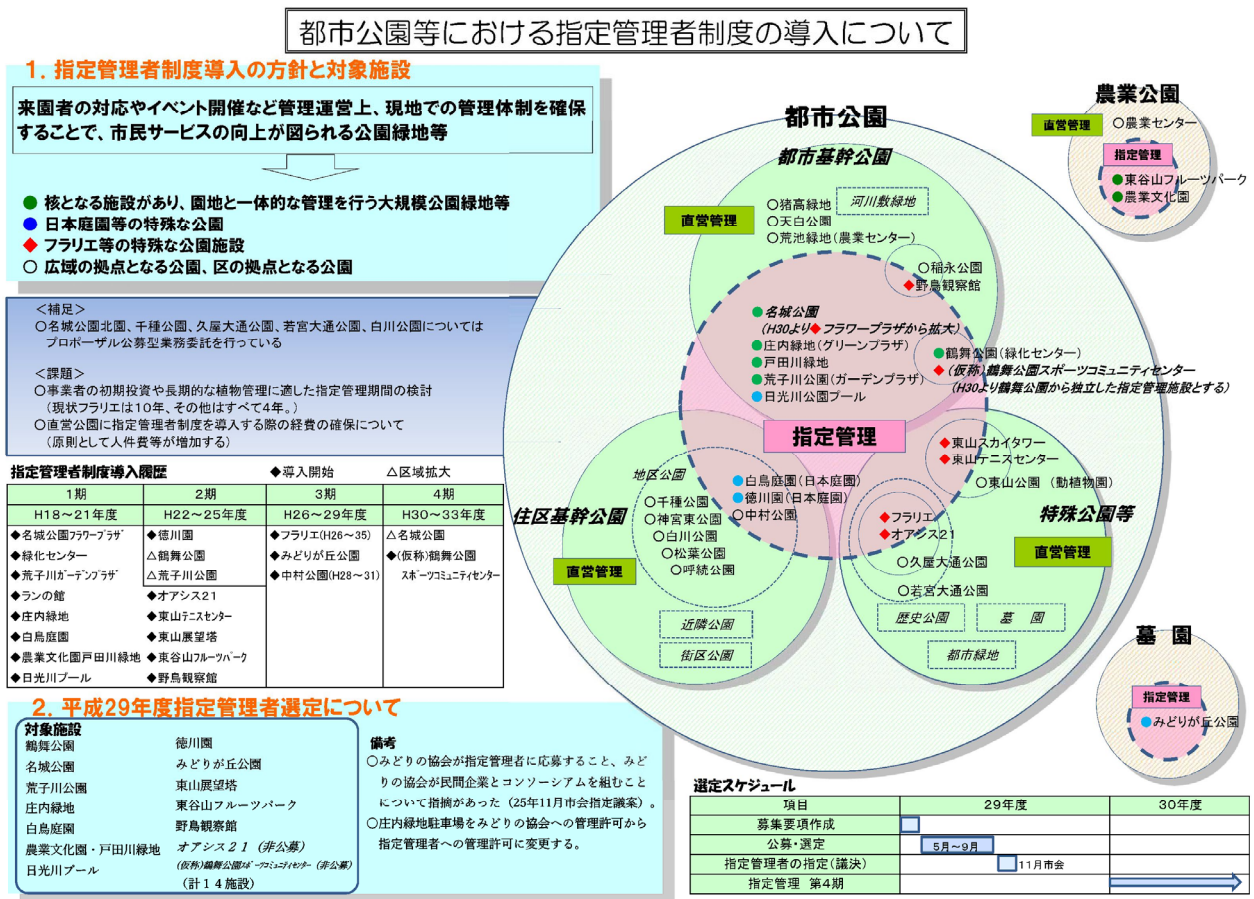 都市公園等における指定管理者制度の導入について
1．指定管理者制度導入の方針と対象施設
来園者の対応やイベント開催など管理運営上、現地での管理体制を確保
することで、市民サービスの向上が図られる公園緑地等
● 核となる施設があり、園地と一体的な管理を行う大規模公園緑地等
● 日本庭園等の特殊な公園
◆ フラリエ等の特殊な公園施設
○ 広域の拠点となる公園、区の拠点となる公園
＜補足＞
○名城公園北園、千種公園、久屋大通公園、若宮大通公園、白川公園については
プロポーザル公募型業務委託を行っている
＜課題＞
○事業者の初期投資や長期的な植物管理に適した指定管理期間の検討
（現状フラリエは10年、その他はすべて4年。）
○直営公園に指定管理者制度を導入する際の経費の確保について
（原則として人件費等が増加する）
指定管理者制度導入履歴 ◆導入開始 △区域拡大
1期 2期 3期 4期
H18～21年度 H22～25年度 H26～29年度 H30～33年度
◆名城公園フラワープラザ ◆徳川園 ◆フラリエ(H26～35) △名城公園
◆緑化センター △鶴舞公園 ◆みどりが丘公園 ◆(仮称)鶴舞公園
◆荒子川ガーデンプラザ △荒子川公園 ◆中村公園(H28～31) スポーツコミュニティセンター
◆ランの館 ◆オアシス21
◆庄内緑地 ◆東山テニスセンター
◆白鳥庭園 ◆東山展望塔
◆農業文化園戸田川緑地 ◆東谷山フルーツパーク
◆日光川プール ◆野鳥観察館
都市公園
都市基幹公園
直営管理
○猪高緑地
○天白公園
○荒池緑地(農業センター)
河川敷緑地
○稲永公園
◆野鳥観察館
●名城公園
(H30より◆フラワープラザから拡大)
●庄内緑地(グリーンプラザ)
●戸田川緑地
●荒子川公園(ガーデンプラザ)
●日光川公園プール
●鶴舞公園(緑化センター)
◆(仮称)鶴舞公園スポーツコミュニティセンター
(H30より鶴舞公園から独立した指定管理施設とする)
指定管理
◆東山スカイタワー
◆東山テニスセンター
○東山公園 (動植物園)
地区公園
●白鳥庭園(日本庭園)
●徳川園(日本庭園)
○中村公園
○千種公園
○神宮東公園
○白川公園
○松葉公園
○呼続公園
住区基幹公園
直営管理
近隣公園
街区公園
◆フラリエ
◆オアシス21
○久屋大通公園
○若宮大通公園
特殊公園等
直営管理
歴史公園
墓 園
都市緑地
農業公園
直営管理
○農業センター
指定管理
●東谷山フルーツパーク
●農業文化園
墓 園
指定管理
●みどりが丘公園
2．平成29年度指定管理者選定について
対象施設
鶴舞公園 徳川園
名城公園 みどりが丘公園
荒子川公園 東山展望塔
庄内緑地 東谷山フルーツパーク
白鳥庭園 野鳥観察館
農業文化園・戸田川緑地 オアシス21 (非公募)
日光川プール (仮称)鶴舞公園スポーツコミュニティセンター (非公募)
(計14施設)
備考
○みどりの協会が指定管理者に応募すること、みど
りの協会が民間企業とコンソーシアムを組むこと
について指摘があった（25年11月市会指定議案）。
○庄内緑地駐車場をみどりの協会への管理許可から
指定管理者への管理許可に変更する。
選定スケジュール
項目 29年度 30年度
募集要項作成
公募・選定 5月～9月
指定管理者の指定(議決) 11月市会
指定管理 第4期